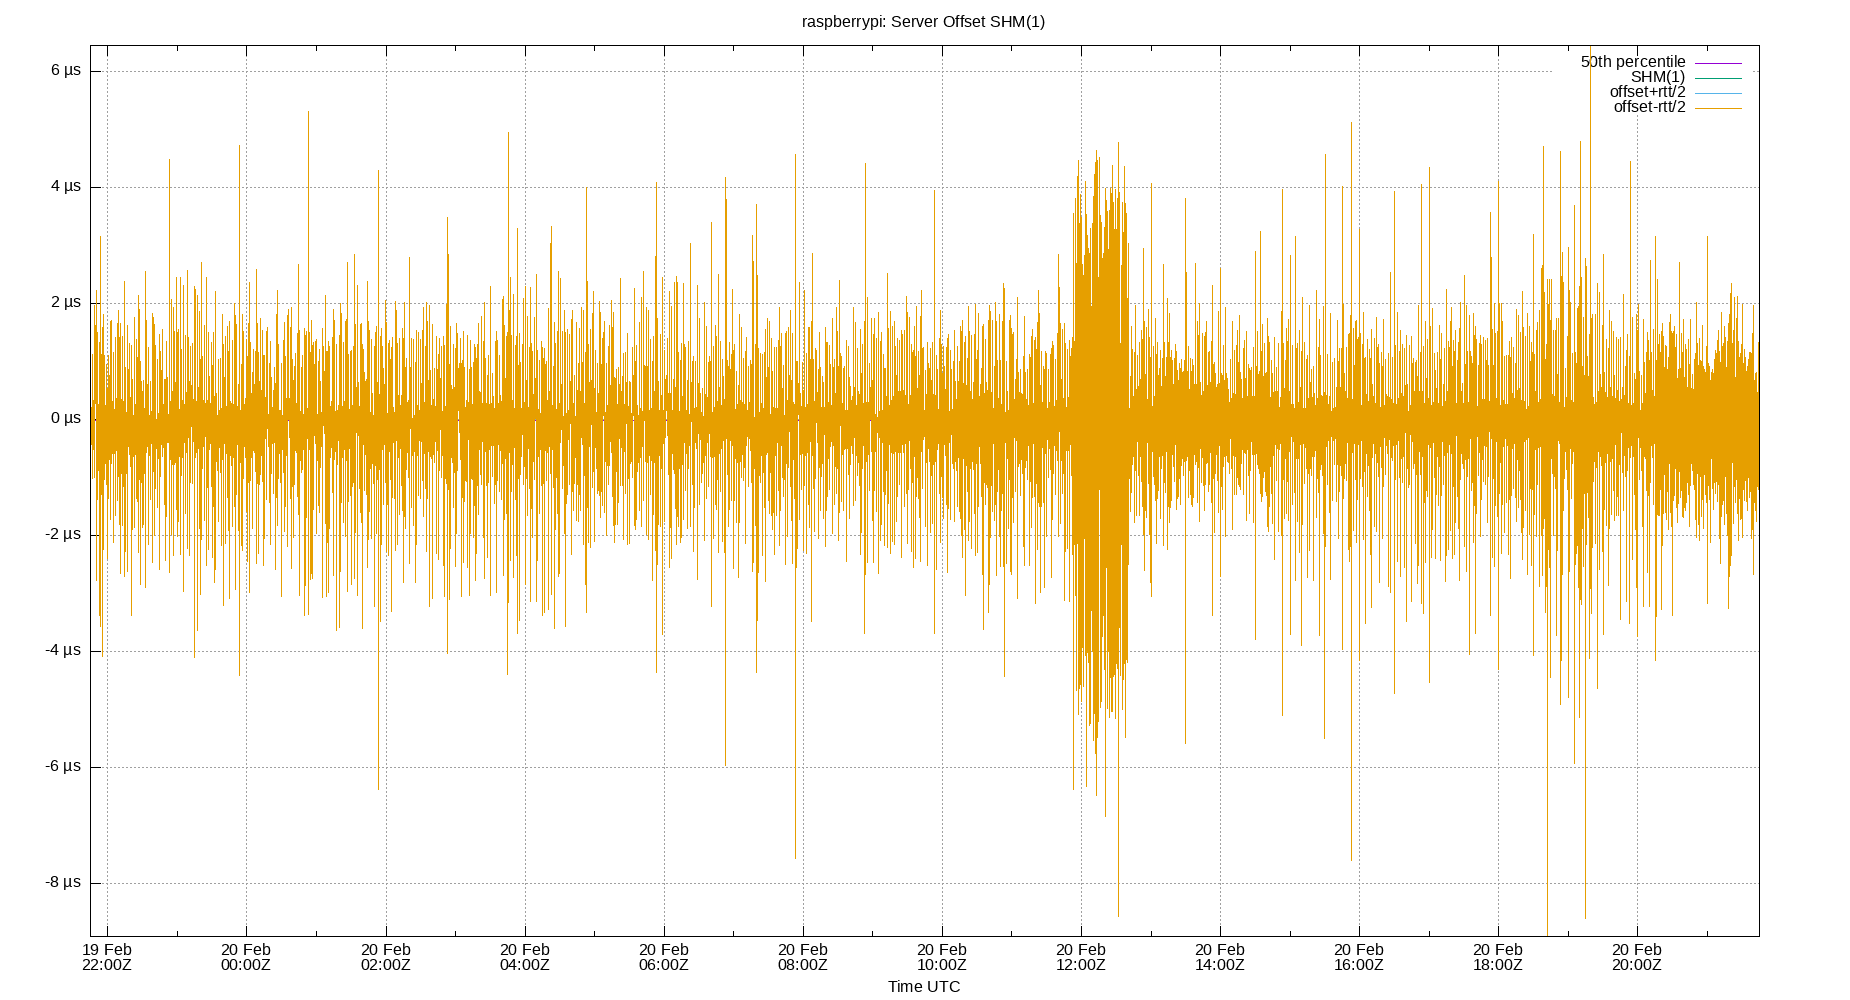 raspberrypi: Server Offset SHM(1)
6 µs
4 µs
2 µs
0 µs
-2 µs
-4 µs
-6 µs
-8 µs
50th percentile
SHM(1)
offset+rtt/2
offset-rtt/2
19 Feb
22:00Z
20 Feb
00:00Z
20 Feb
02:00Z
20 Feb
04:00Z
20 Feb
06:00Z
20 Feb
08:00Z
20 Feb
10:00Z
20 Feb
12:00Z
20 Feb
14:00Z
20 Feb
16:00Z
20 Feb
18:00Z
20 Feb
20:00Z
Time UTC